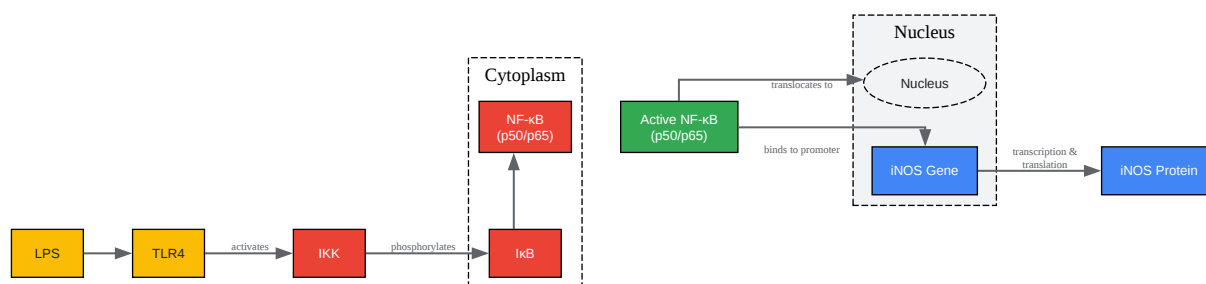 Cytoplasm
NF-κB
(p50/p65)
LPS
TLR4
activates
IKK
phosphorylates
IκB
Nucleus
Nucleus
translocates to
Active NF-κB
(p50/p65)
binds to promoter
iNOS Gene
transcription &
translation
iNOS Protein